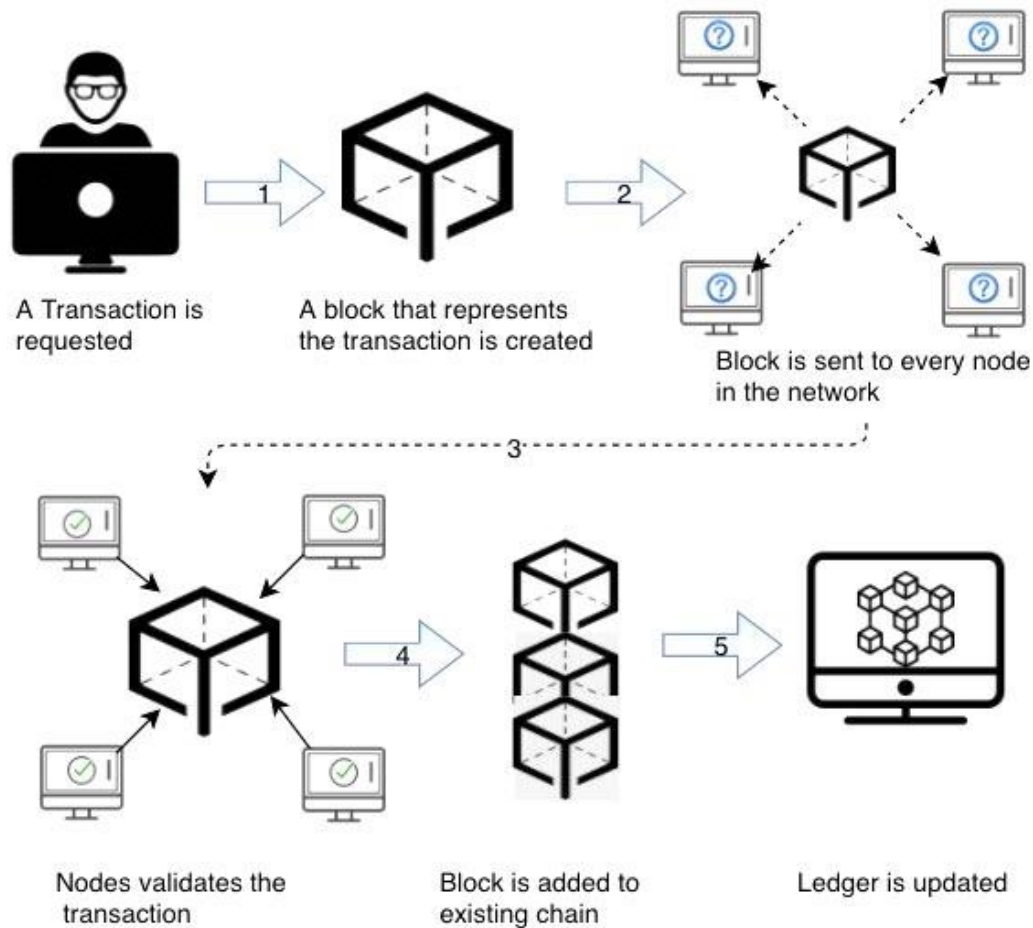 1
2
A Transaction is
requested
A block that represents
the transaction is created
Block is sent to every node
in the network
3
4
5
Nodes validates the
transaction
Block is added to
existing chain
Ledger is updated